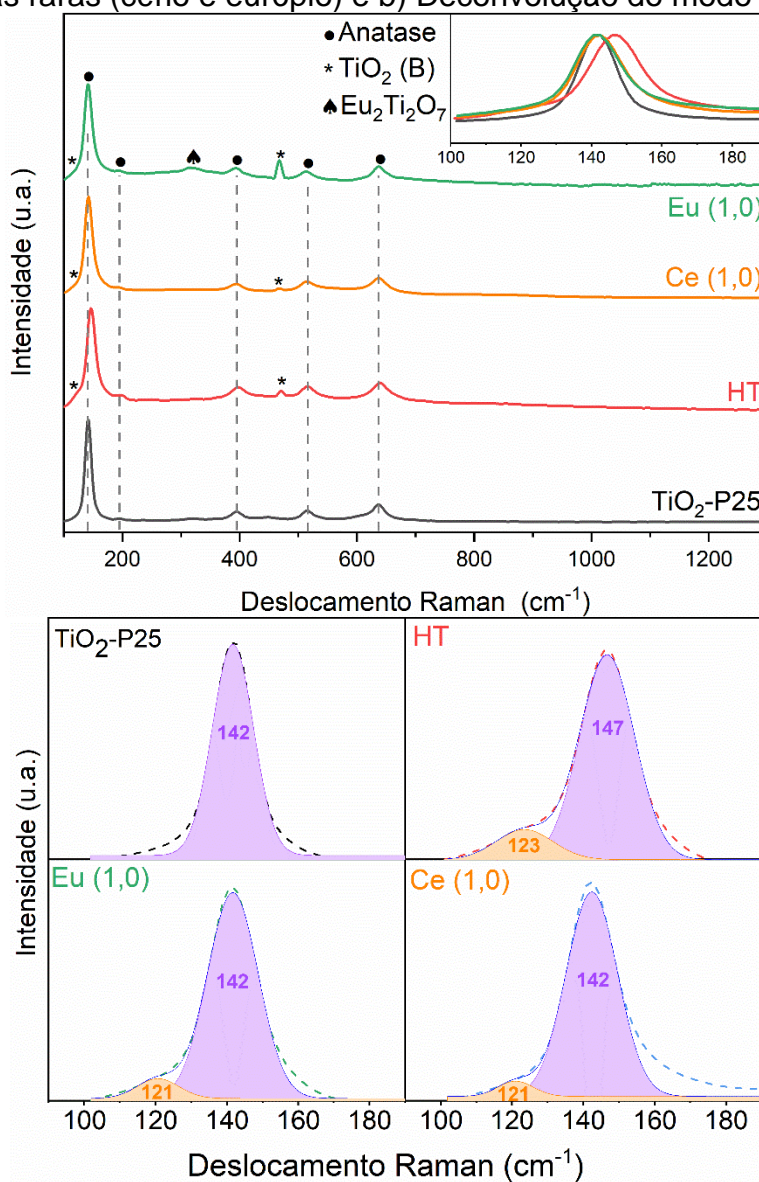 as raras (cério e európio) e b) Deconvolução do modo
● Anatase
* TiO₂ (B)
♠ Eu₂Ti₂O₇
100 120 140 160 180
Intensidade (u.a.)
Eu (1,0)
Ce (1,0)
HT
TiO₂-P25
200 400 600 800 1000 1200
Deslocamento Raman (cm⁻¹)
TiO₂-P25
142
HT
147
123
Intensidade (u.a.)
Eu (1,0)
142
121
Ce (1,0)
142
121
100 120 140 160 180
100 120 140 160 180
Deslocamento Raman (cm⁻¹)